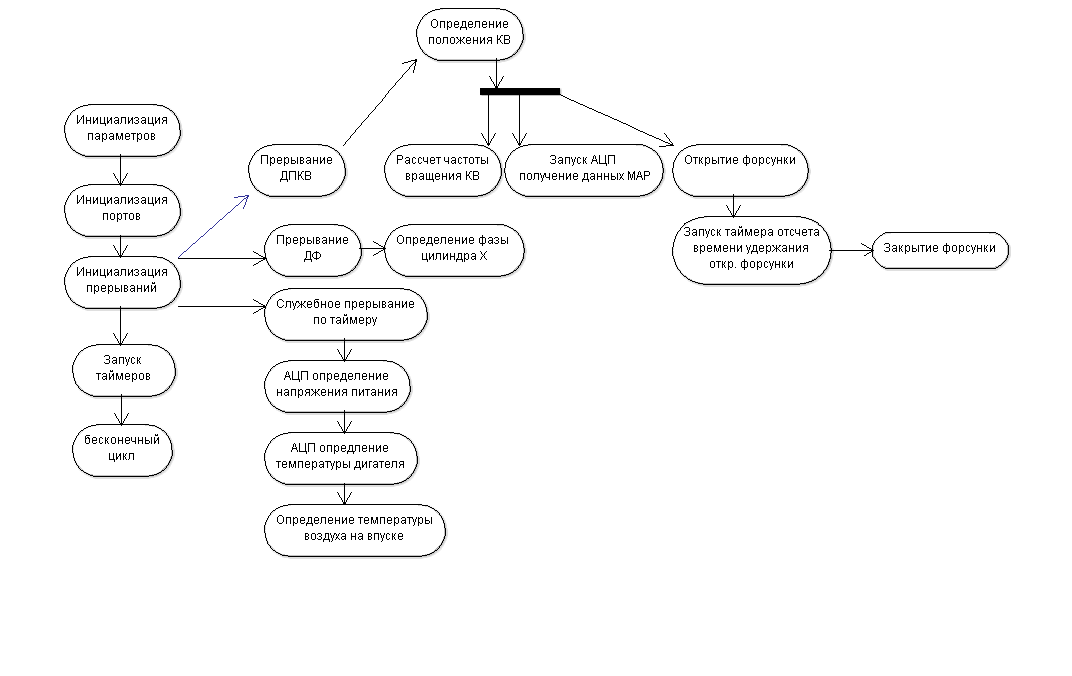 Определение
положения КВ
Инициализация
параметров
Инициализация
портов
Инициализация
прерываний
Запуск
таймеров
бесконечный
цикл
Прерывание
ДПКВ
Рассчет частоты
вращения КВ
Запуск АЦП
получение данных MAP
Открытие форсунки
Запуск таймера отсчета
времени удержания
откр. форсунки
Закрытие форсунки
Прерывание
ДФ
Определение фазы
цилиндра Х
Служебное прерывание
по таймеру
АЦП определение
напряжения питания
АЦП опредление
температуры дигателя
Определение температуры
воздуха на впуске